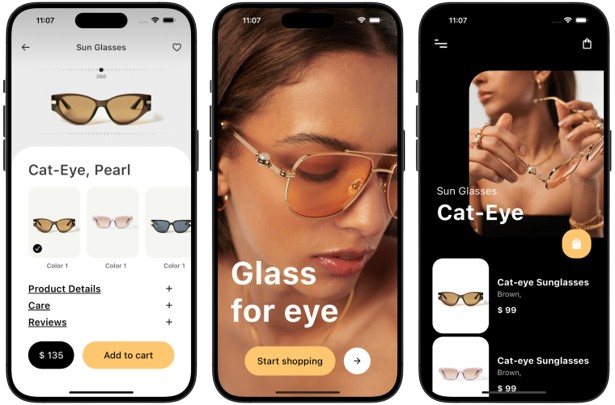 11:07
Sun Glasses
360
Cat-Eye, Pearl
Color 1
Color 1
Color 1
Product Details +
Care +
Reviews +
$ 135
Add to cart
11:07
Glass
for eye
Start shopping
11:07
Sun Glasses
Cat-Eye
Cat-eye Sunglasses
Brown,
$ 99
Cat-eye Sunglasses
Brown,
$ 99